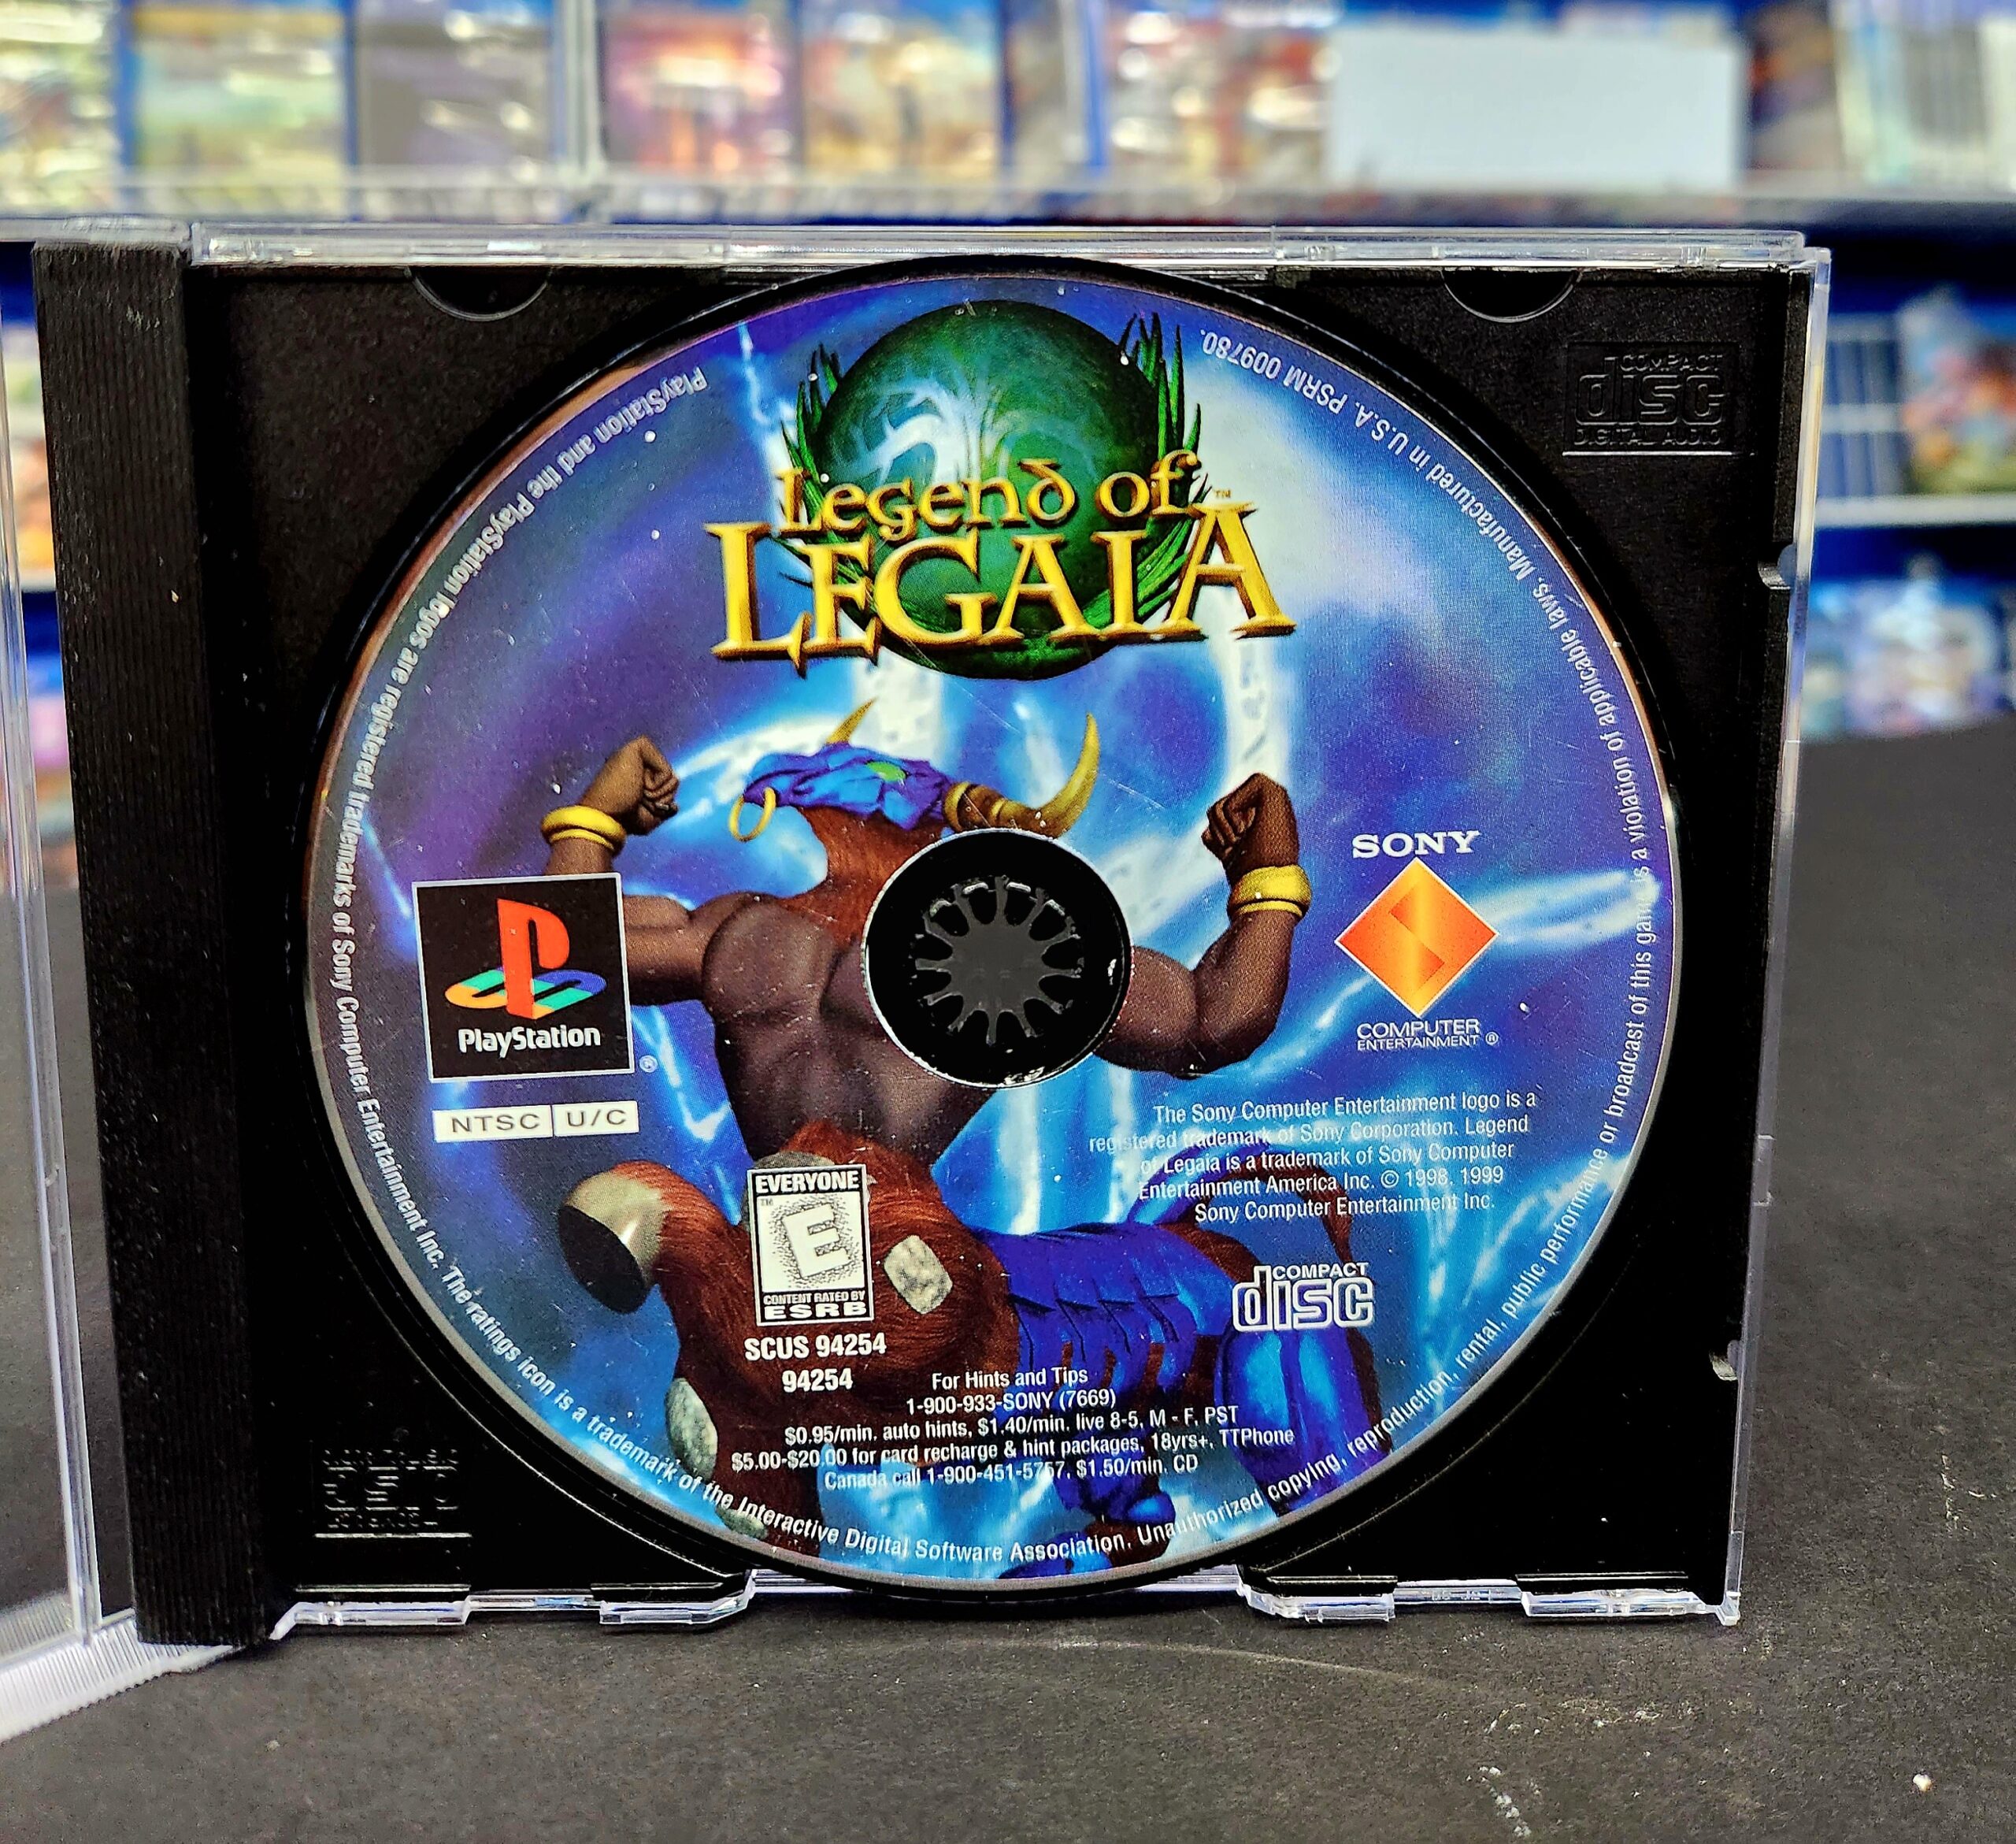 Legend of
LEGAIA™
PlayStation
®
NTSC U/C
SONY
COMPUTER
ENTERTAINMENT ®
The Sony Computer Entertainment logo is a
registered trademark of Sony Corporation. Legend
of Legaia is a trademark of Sony Computer
Entertainment America Inc. © 1998, 1999
Sony Computer Entertainment Inc.
EVERYONE
™
E
CONTENT RATED BY
ESRB
SCUS 94254
94254
COMPACT
disc
For Hints and Tips
1-900-933-SONY (7669)
$0.95/min. auto hints, $1.40/min. live 8-5, M - F, PST
$5.00-$20.00 for card recharge & hint packages, 18yrs+, TTPhone
Canada call 1-900-451-5757, $1.50/min. CD
PlayStation and the PlayStation logos are registered trademarks of Sony Computer Entertainment Inc. The ratings icon is a trademark of the Interactive Digital Software Association. Unauthorized copying, reproduction, rental, public performance or broadcast of this game is a violation of applicable laws. Manufactured in U.S.A. PSRM 009780.
COMPACT
disc
DIGITAL AUDIO